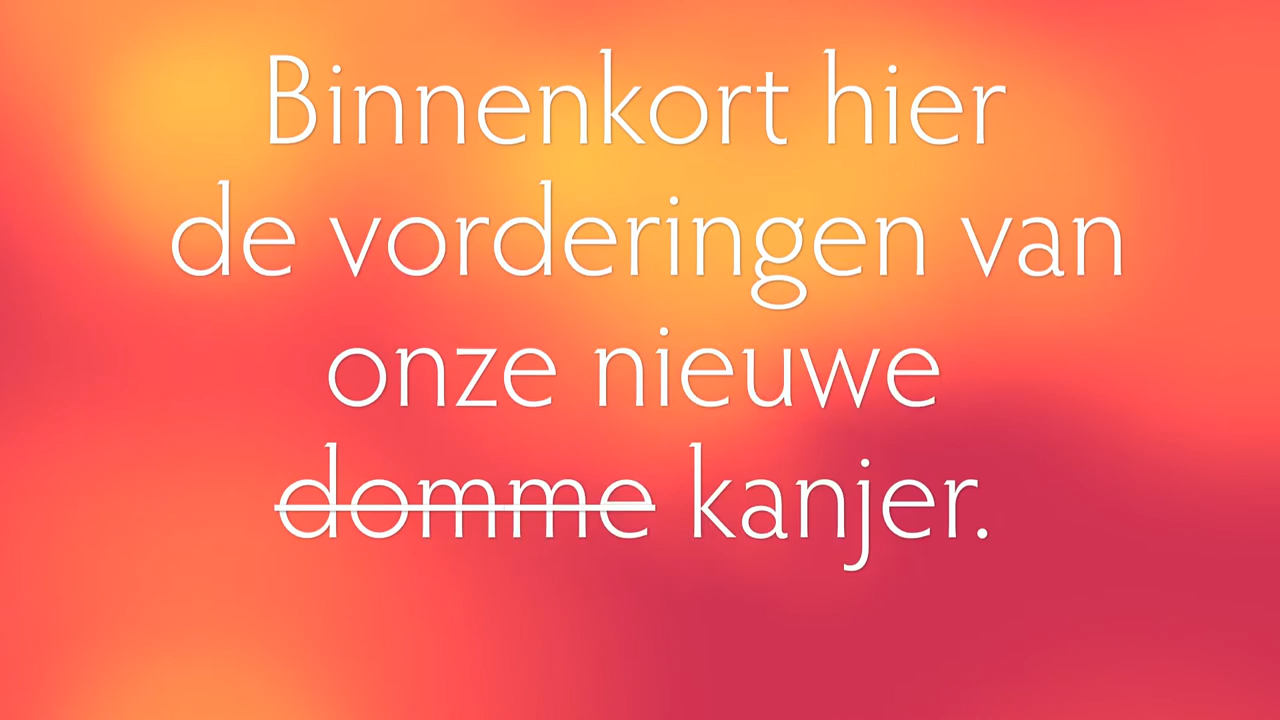 Binnenkort hier
de vorderingen van
onze nieuwe
domme kanjer.